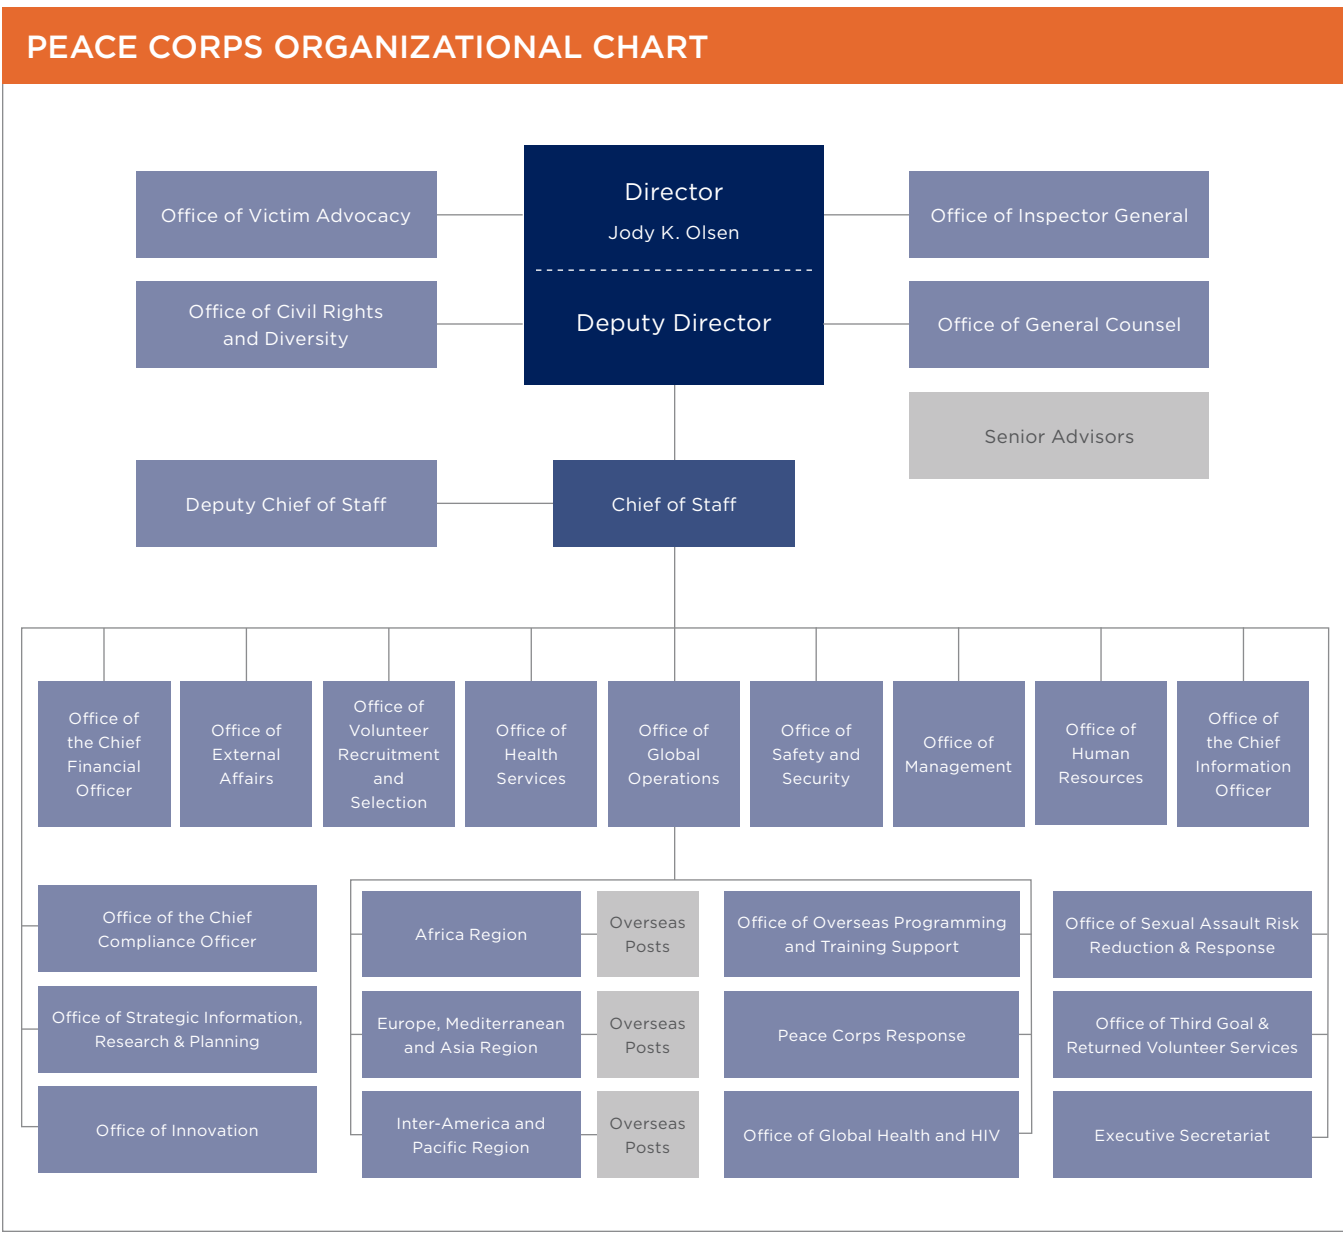 PEACE CORPS ORGANIZATIONAL CHART
Director
Jody K. Olsen
Deputy Director
Office of Victim Advocacy
Office of Civil Rights
and Diversity
Office of Inspector General
Office of General Counsel
Senior Advisors
Deputy Chief of Staff
Chief of Staff
Office of
the Chief
Financial
Officer
Office of
External
Affairs
Office of
Volunteer
Recruitment
and
Selection
Office of
Health
Services
Office of
Global
Operations
Office of
Safety and
Security
Office of
Management
Office of
Human
Resources
Office of
the Chief
Information
Officer
Office of the Chief
Compliance Officer
Office of Strategic Information,
Research & Planning
Office of Innovation
Africa Region
Overseas
Posts
Europe, Mediterranean
and Asia Region
Overseas
Posts
Inter-America and
Pacific Region
Overseas
Posts
Office of Overseas Programming
and Training Support
Peace Corps Response
Office of Global Health and HIV
Office of Sexual Assault Risk
Reduction & Response
Office of Third Goal &
Returned Volunteer Services
Executive Secretariat